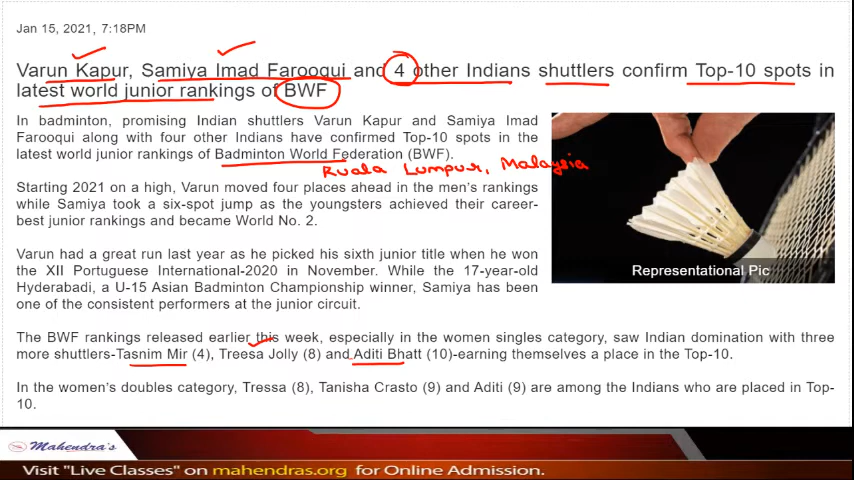 Jan 15, 2021, 7:18PM
Varun Kapur, Samiya Imad Farooqui and 4 other Indians shuttlers confirm Top-10 spots in
latest world junior rankings of BWF
In badminton, promising Indian shuttlers Varun Kapur and Samiya Imad
Farooqui along with four other Indians have confirmed Top-10 spots in the
latest world junior rankings of Badminton World Federation (BWF).
Kuala Lumpur, Malaysia
Starting 2021 on a high, Varun moved four places ahead in the men's rankings
while Samiya took a six-spot jump as the youngsters achieved their career-
best junior rankings and became World No. 2.
Varun had a great run last year as he picked his sixth junior title when he won
the XII Portuguese International-2020 in November. While the 17-year-old
Hyderabadi, a U-15 Asian Badminton Championship winner, Samiya has been
one of the consistent performers at the junior circuit.
Representational Pic
The BWF rankings released earlier this week, especially in the women singles category, saw Indian domination with three
more shuttlers-Tasnim Mir (4), Treesa Jolly (8) and Aditi Bhatt (10)-earning themselves a place in the Top-10.
In the women's doubles category, Tressa (8), Tanisha Crasto (9) and Aditi (9) are among the Indians who are placed in Top-
10.
Mahendra's
Visit "Live Classes" on mahendras.org for Online Admission.